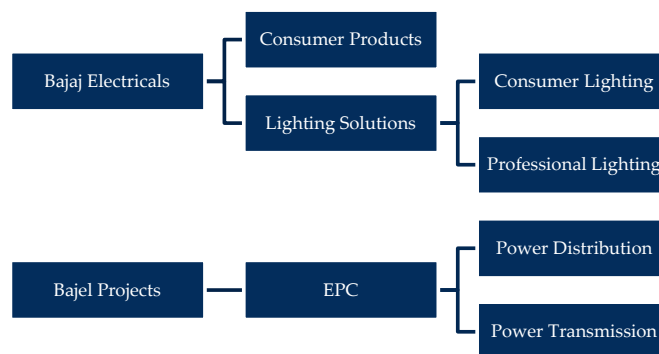 Consumer Products
Bajaj Electricals
Consumer Lighting
Lighting Solutions
Professional Lighting
Power Distribution
Bajel Projects
EPC
Power Transmission